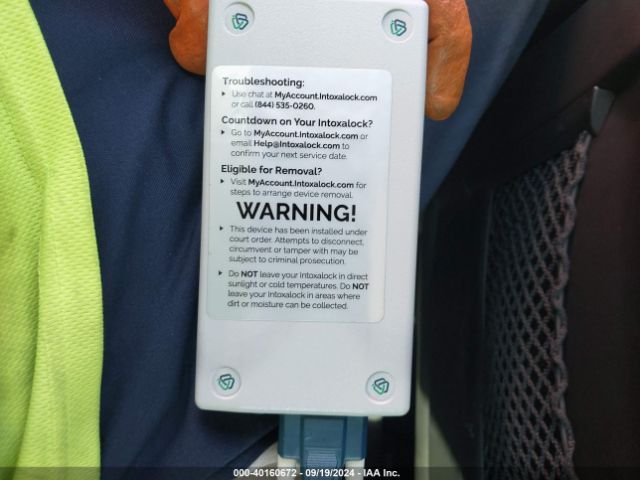 Troubleshooting:
▸ Use chat at MyAccount.Intoxalock.com
or call (844) 535-0260.
Countdown on Your Intoxalock?
▸ Go to MyAccount.Intoxalock.com or
email Help@Intoxalock.com to
confirm your next service date.
Eligible for Removal?
▸ Visit MyAccount.Intoxalock.com for
steps to arrange device removal.
WARNING!
▸ This device has been installed under
court order. Attempts to disconnect,
circumvent or tamper with may be
subject to criminal prosecution.
▸ Do NOT leave your Intoxalock in direct
sunlight or cold temperatures. Do NOT
leave your Intoxalock in areas where
dirt or moisture can be collected.
000-40160672 - 09/19/2024 - IAA Inc.